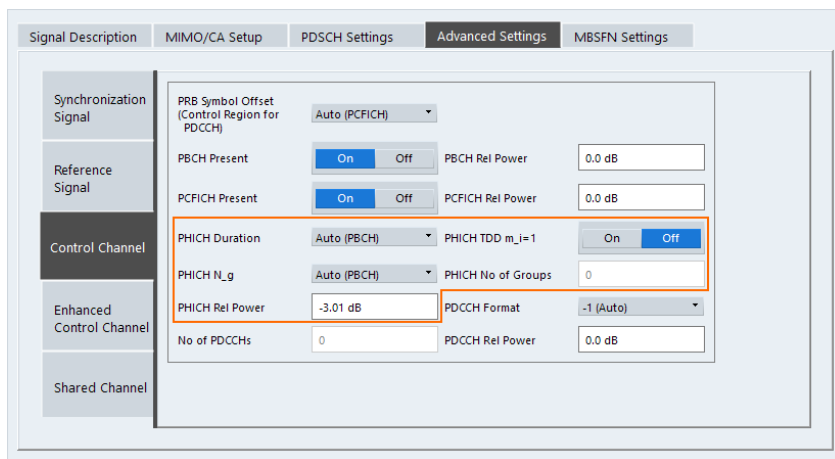 Signal Description MIMO/CA Setup PDSCH Settings Advanced Settings MBSFN Settings
Synchronization
Signal
Reference
Signal
Control Channel
Enhanced
Control Channel
Shared Channel
PRB Symbol Offset
(Control Region for
PDCCH)
Auto (PCFICH)
PBCH Present On Off PBCH Rel Power 0.0 dB
PCFICH Present On Off PCFICH Rel Power 0.0 dB
PHICH Duration Auto (PBCH) PHICH TDD m_i=1 On Off
PHICH N_g Auto (PBCH) PHICH No of Groups 0
PHICH Rel Power -3.01 dB PDCCH Format -1 (Auto)
No of PDCCHs 0 PDCCH Rel Power 0.0 dB